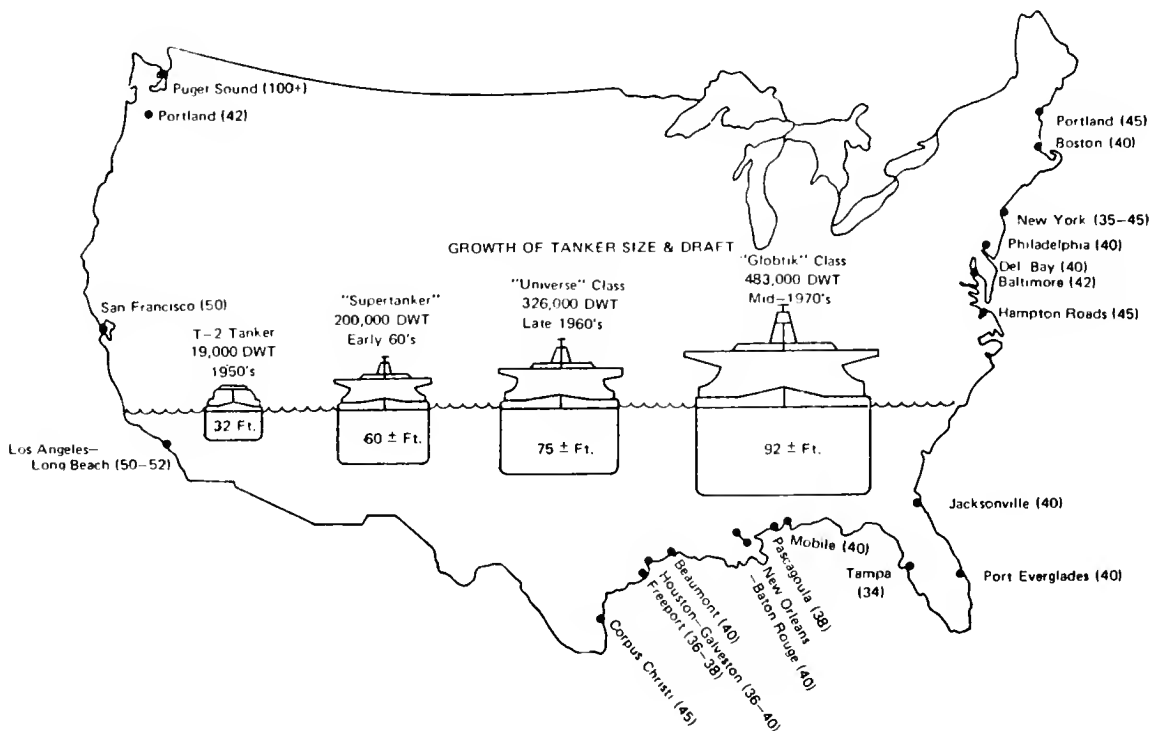 Puget Sound (100+)
Portland (42)
Portland (45)
Boston (40)
New York (35–45)
GROWTH OF TANKER SIZE & DRAFT
Philadelphia (40)
Del Bay (40)
Baltimore (42)
Hampton Roads (45)
San Francisco (50)
T–2 Tanker
19,000 DWT
1950's
"Supertanker"
200,000 DWT
Early 60's
"Universe" Class
326,000 DWT
Late 1960's
"Globtik" Class
483,000 DWT
Mid–1970's
32 Ft.
60 ± Ft.
75 ± Ft.
92 ± Ft.
Los Angeles–
Long Beach (50–52)
Jacksonville (40)
Port Everglades (40)
Tampa
(34)
Mobile (40)
Pascagoula (38)
New Orleans
–Baton Rouge (40)
Beaumont (40)
Houston–Galveston (36–40)
Freeport (36–38)
Corpus Christi (45)